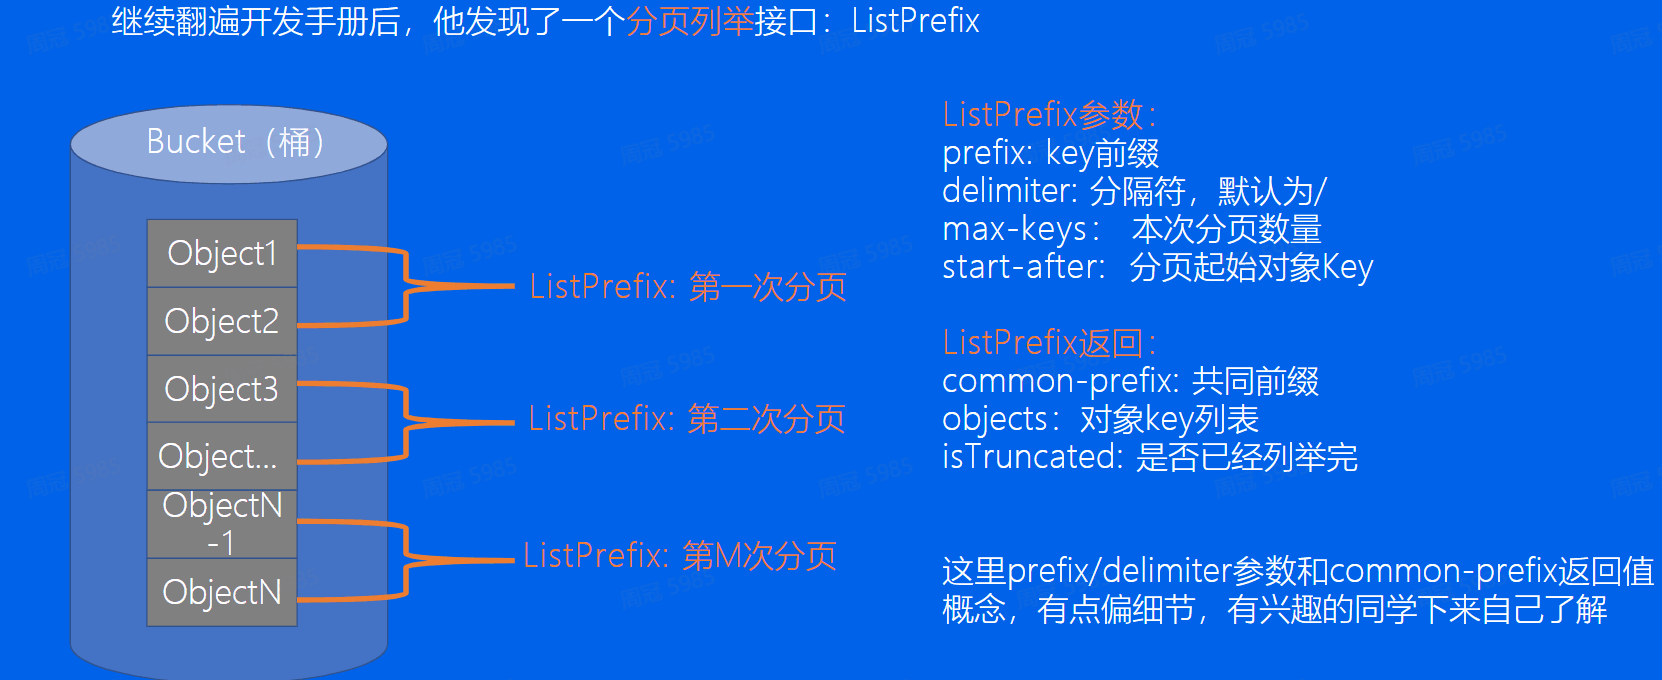 继续翻遍开发手册后，他发现了一个分页列举接口：ListPrefix
Bucket（桶）
Object1
Object2
Object3
Object...
ObjectN
-1
ObjectN
ListPrefix: 第一次分页
ListPrefix: 第二次分页
ListPrefix: 第M次分页
ListPrefix参数：
prefix: key前缀
delimiter: 分隔符，默认为/
max-keys： 本次分页数量
start-after： 分页起始对象Key
ListPrefix返回：
common-prefix: 共同前缀
objects：对象key列表
isTruncated: 是否已经列举完
这里prefix/delimiter参数和common-prefix返回值
概念，有点偏细节，有兴趣的同学下来自己了解
周冠 5985